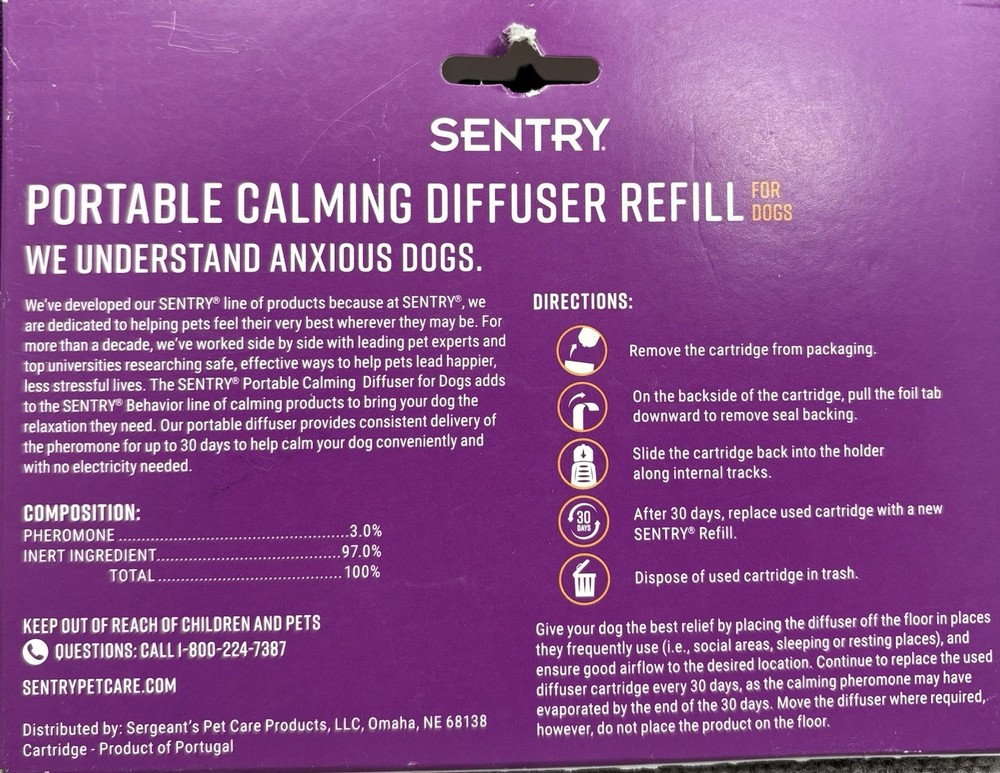 SENTRY.
PORTABLE CALMING DIFFUSER REFILL FOR DOGS
WE UNDERSTAND ANXIOUS DOGS.
We've developed our SENTRY® line of products because at SENTRY®, we
are dedicated to helping pets feel their very best wherever they may be. For
more than a decade, we've worked side by side with leading pet experts and
top universities researching safe, effective ways to help pets lead happier,
less stressful lives. The SENTRY® Portable Calming Diffuser for Dogs adds
to the SENTRY® Behavior line of calming products to bring your dog the
relaxation they need. Our portable diffuser provides consistent delivery of
the pheromone for up to 30 days to help calm your dog conveniently and
with no electricity needed.
COMPOSITION:
PHEROMONE ........................................3.0%
INERT INGREDIENT................................97.0%
TOTAL ................................100%
KEEP OUT OF REACH OF CHILDREN AND PETS
QUESTIONS: CALL 1-800-224-7387
SENTRYPETCARE.COM
Distributed by: Sergeant's Pet Care Products, LLC, Omaha, NE 68138
Cartridge - Product of Portugal
DIRECTIONS:
Remove the cartridge from packaging.
On the backside of the cartridge, pull the foil tab
downward to remove seal backing.
Slide the cartridge back into the holder
along internal tracks.
30
DAYS
After 30 days, replace used cartridge with a new
SENTRY® Refill.
Dispose of used cartridge in trash.
Give your dog the best relief by placing the diffuser off the floor in places
they frequently use (i.e., social areas, sleeping or resting places), and
ensure good airflow to the desired location. Continue to replace the used
diffuser cartridge every 30 days, as the calming pheromone may have
evaporated by the end of the 30 days. Move the diffuser where required,
however, do not place the product on the floor.